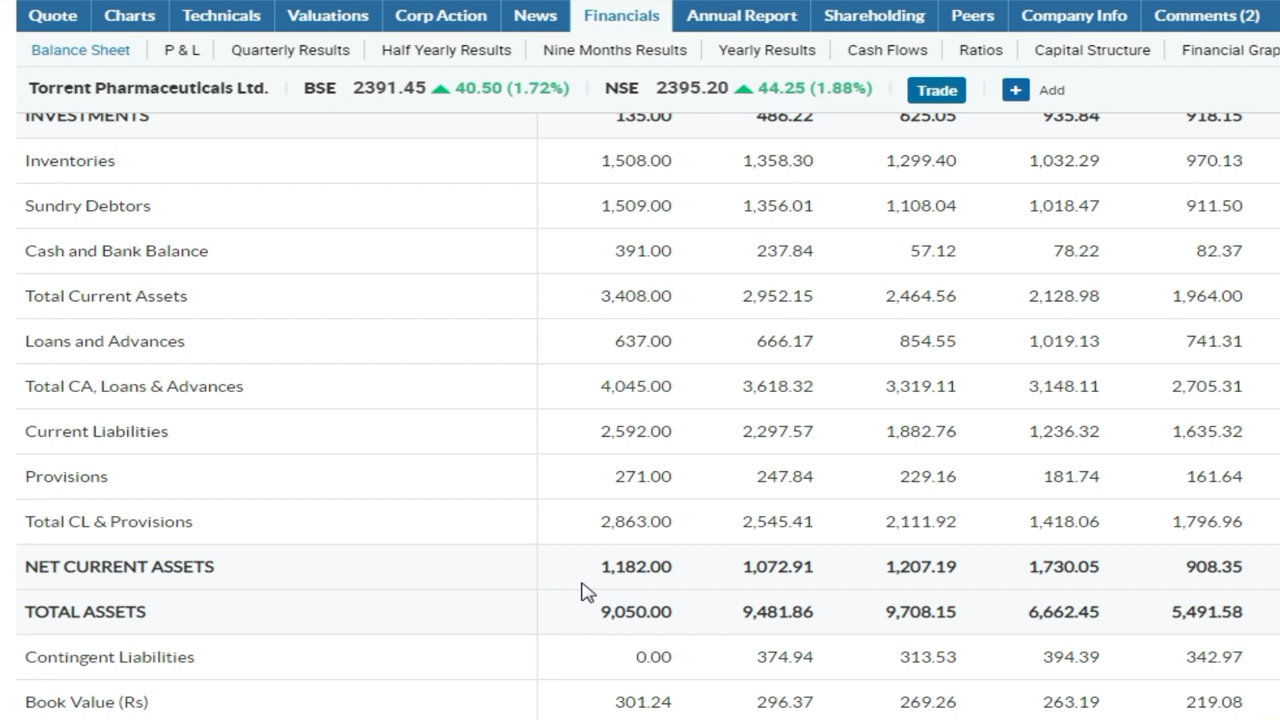 Quote Charts Technicals Valuations Corp Action News Financials Annual Report Shareholding Peers Company Info Comments (2)
Balance Sheet P & L Quarterly Results Half Yearly Results Nine Months Results Yearly Results Cash Flows Ratios Capital Structure Financial Grap
Torrent Pharmaceuticals Ltd. BSE 2391.45 40.50 (1.72%) NSE 2395.20 44.25 (1.88%) Trade + Add
INVESTMENTS 135.00 486.22 625.05 935.84 918.15
Inventories 1,508.00 1,358.30 1,299.40 1,032.29 970.13
Sundry Debtors 1,509.00 1,356.01 1,108.04 1,018.47 911.50
Cash and Bank Balance 391.00 237.84 57.12 78.22 82.37
Total Current Assets 3,408.00 2,952.15 2,464.56 2,128.98 1,964.00
Loans and Advances 637.00 666.17 854.55 1,019.13 741.31
Total CA, Loans & Advances 4,045.00 3,618.32 3,319.11 3,148.11 2,705.31
Current Liabilities 2,592.00 2,297.57 1,882.76 1,236.32 1,635.32
Provisions 271.00 247.84 229.16 181.74 161.64
Total CL & Provisions 2,863.00 2,545.41 2,111.92 1,418.06 1,796.96
NET CURRENT ASSETS 1,182.00 1,072.91 1,207.19 1,730.05 908.35
TOTAL ASSETS 9,050.00 9,481.86 9,708.15 6,662.45 5,491.58
Contingent Liabilities 0.00 374.94 313.53 394.39 342.97
Book Value (Rs) 301.24 296.37 269.26 263.19 219.08